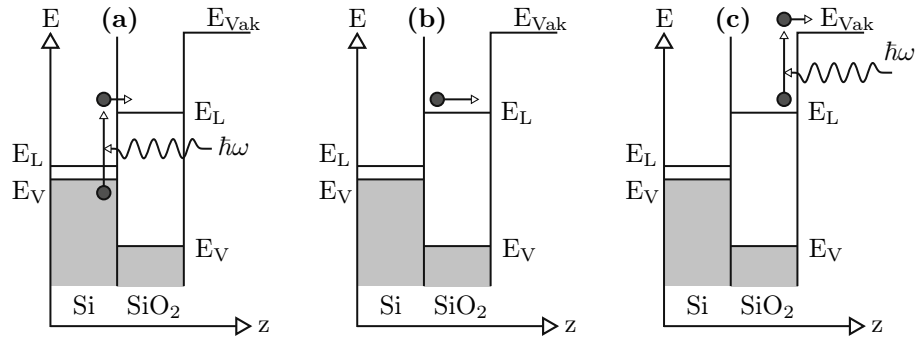 E (a) E_Vak
E_L
ħω
E_L
E_V
E_V
Si SiO₂
z
E (b) E_Vak
E_L
E_L
E_V
E_V
Si SiO₂
z
E (c) E_Vak
ħω
E_L
E_L
E_V
E_V
Si SiO₂
z